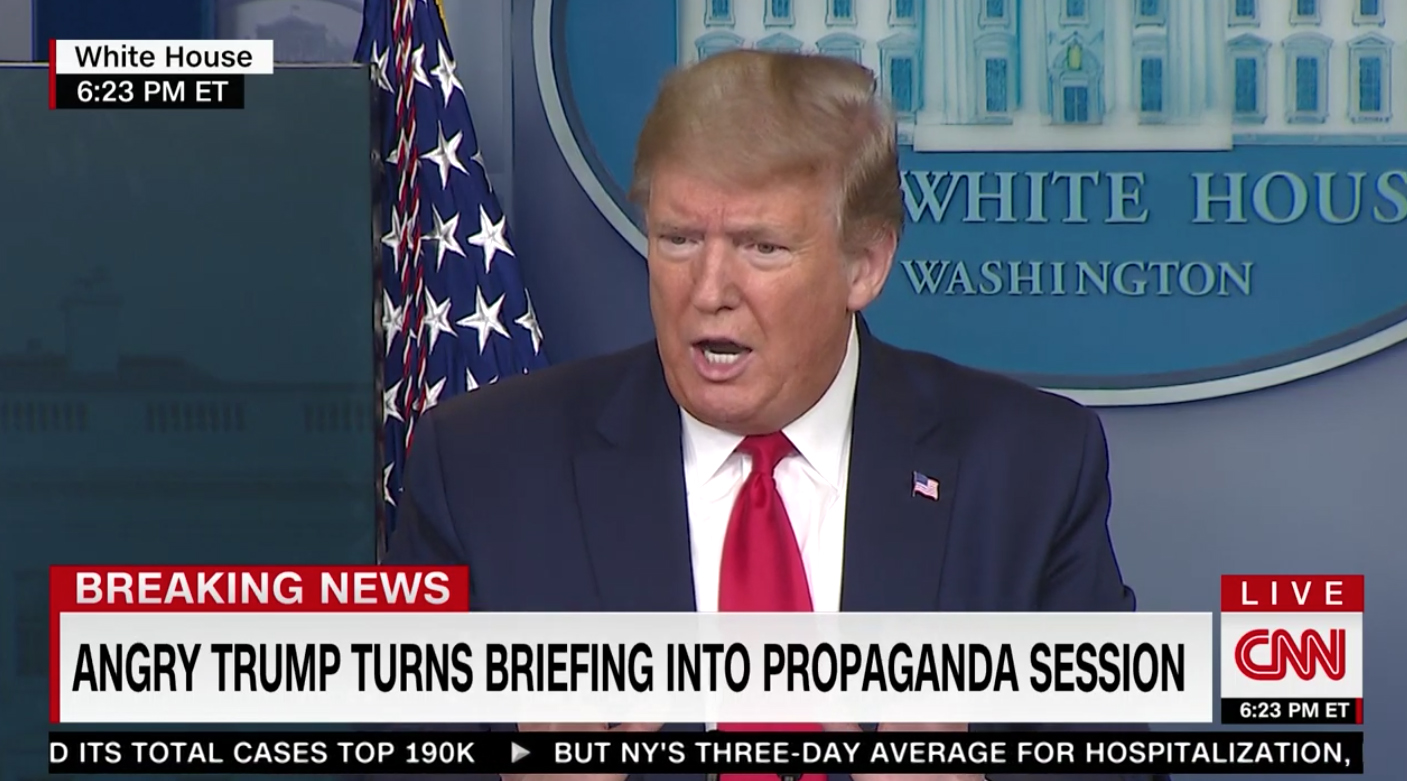 White House
6:23 PM ET
WHITE HOUS
WASHINGTON
BREAKING NEWS
ANGRY TRUMP TURNS BRIEFING INTO PROPAGANDA SESSION
LIVE
CNN
6:23 PM ET
D ITS TOTAL CASES TOP 190K ▶ BUT NY'S THREE-DAY AVERAGE FOR HOSPITALIZATION,